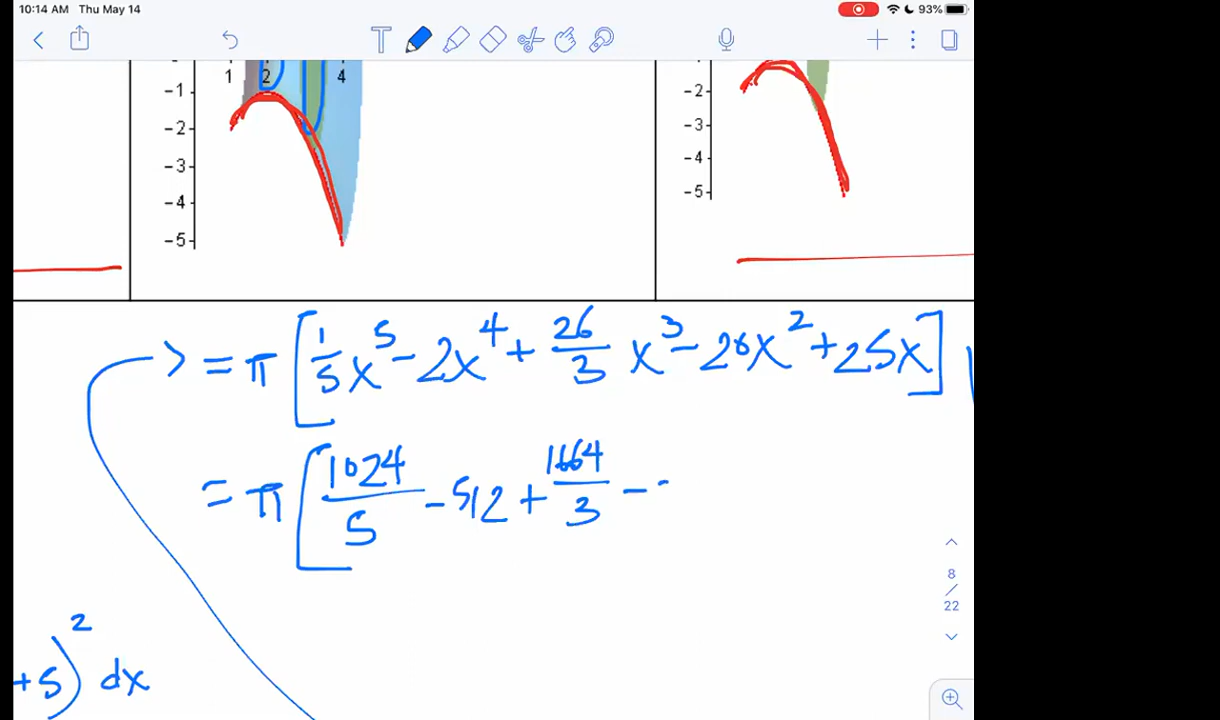 10:14 AM Thu May 14
93%
T
1 2 4
-1
-2
-3
-4
-5
-2
-3
-4
-5
= π [ 1/5 x^5 - 2x^4 + 26/3 x^3 - 20x^2 + 25x ]
= π [ 1024/5 - 512 + 1664/3 -
+5)^2 dx
8
/
22